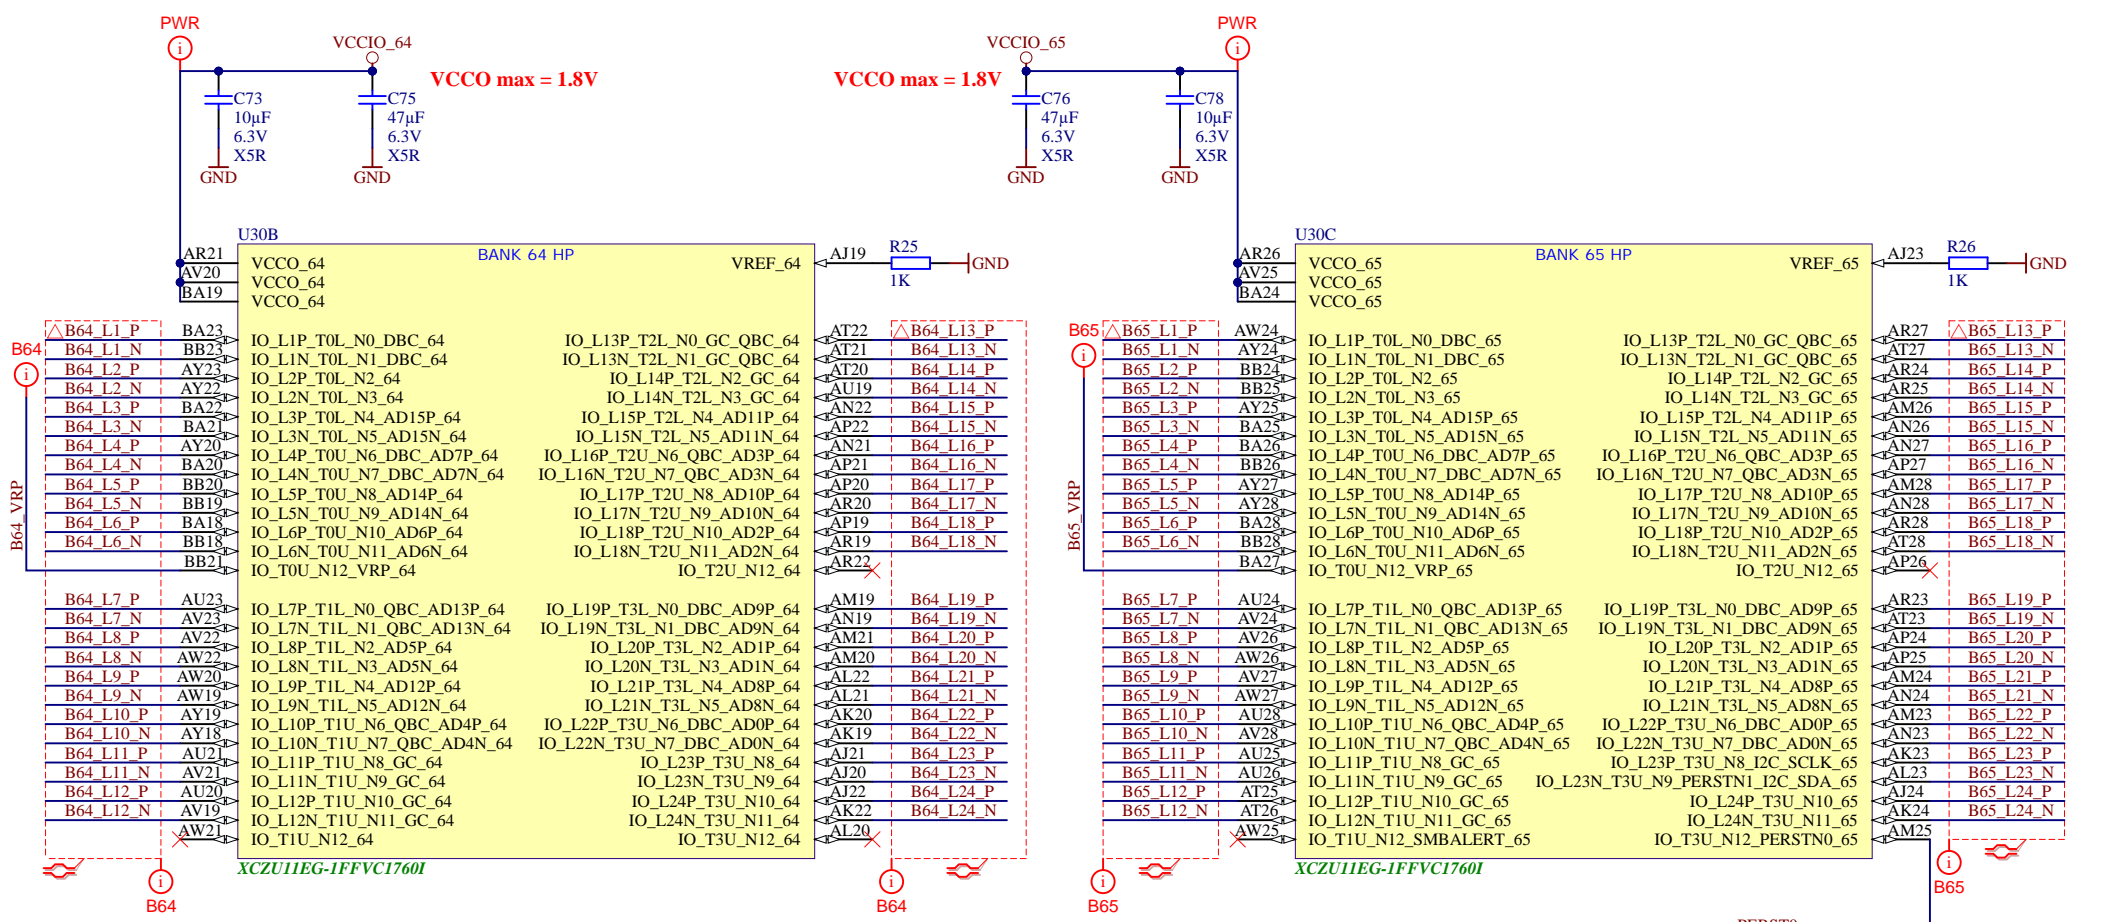 PWR
VCCIO_64
VCCO max = 1.8V
C73
10µF
6.3V
X5R
GND
C75
47µF
6.3V
X5R
GND
U30B
BANK 64 HP
AR21 VCCO_64
AV20 VCCO_64
BA19 VCCO_64
VREF_64 AJ19
R25
1K
GND
B64
B64_VRP
B64_L1_P BA23 IO_L1P_T0L_N0_DBC_64
B64_L1_N BB23 IO_L1N_T0L_N1_DBC_64
B64_L2_P AY23 IO_L2P_T0L_N2_64
B64_L2_N AY22 IO_L2N_T0L_N3_64
B64_L3_P BA22 IO_L3P_T0L_N4_AD15P_64
B64_L3_N BA21 IO_L3N_T0L_N5_AD15N_64
B64_L4_P AY20 IO_L4P_T0U_N6_DBC_AD7P_64
B64_L4_N BA20 IO_L4N_T0U_N7_DBC_AD7N_64
B64_L5_P BB20 IO_L5P_T0U_N8_AD14P_64
B64_L5_N BB19 IO_L5N_T0U_N9_AD14N_64
B64_L6_P BA18 IO_L6P_T0U_N10_AD6P_64
B64_L6_N BB18 IO_L6N_T0U_N11_AD6N_64
BB21 IO_T0U_N12_VRP_64
B64_L7_P AU23 IO_L7P_T1L_N0_QBC_AD13P_64
B64_L7_N AV23 IO_L7N_T1L_N1_QBC_AD13N_64
B64_L8_P AV22 IO_L8P_T1L_N2_AD5P_64
B64_L8_N AW22 IO_L8N_T1L_N3_AD5N_64
B64_L9_P AW20 IO_L9P_T1L_N4_AD12P_64
B64_L9_N AW19 IO_L9N_T1L_N5_AD12N_64
B64_L10_P AY19 IO_L10P_T1U_N6_QBC_AD4P_64
B64_L10_N AY18 IO_L10N_T1U_N7_QBC_AD4N_64
B64_L11_P AU21 IO_L11P_T1U_N8_GC_64
B64_L11_N AV21 IO_L11N_T1U_N9_GC_64
B64_L12_P AU20 IO_L12P_T1U_N10_GC_64
B64_L12_N AV19 IO_L12N_T1U_N11_GC_64
AW21 IO_T1U_N12_64
IO_L13P_T2L_N0_GC_QBC_64 AT22 B64_L13_P
IO_L13N_T2L_N1_GC_QBC_64 AT21 B64_L13_N
IO_L14P_T2L_N2_GC_64 AT20 B64_L14_P
IO_L14N_T2L_N3_GC_64 AU19 B64_L14_N
IO_L15P_T2L_N4_AD11P_64 AN22 B64_L15_P
IO_L15N_T2L_N5_AD11N_64 AP22 B64_L15_N
IO_L16P_T2U_N6_QBC_AD3P_64 AN21 B64_L16_P
IO_L16N_T2U_N7_QBC_AD3N_64 AP21 B64_L16_N
IO_L17P_T2U_N8_AD10P_64 AP20 B64_L17_P
IO_L17N_T2U_N9_AD10N_64 AR20 B64_L17_N
IO_L18P_T2U_N10_AD2P_64 AP19 B64_L18_P
IO_L18N_T2U_N11_AD2N_64 AR19 B64_L18_N
IO_T2U_N12_64 AR22
IO_L19P_T3L_N0_DBC_AD9P_64 AM19 B64_L19_P
IO_L19N_T3L_N1_DBC_AD9N_64 AN19 B64_L19_N
IO_L20P_T3L_N2_AD1P_64 AM21 B64_L20_P
IO_L20N_T3L_N3_AD1N_64 AM20 B64_L20_N
IO_L21P_T3L_N4_AD8P_64 AL22 B64_L21_P
IO_L21N_T3L_N5_AD8N_64 AL21 B64_L21_N
IO_L22P_T3U_N6_DBC_AD0P_64 AK20 B64_L22_P
IO_L22N_T3U_N7_DBC_AD0N_64 AK19 B64_L22_N
IO_L23P_T3U_N8_64 AJ21 B64_L23_P
IO_L23N_T3U_N9_64 AJ20 B64_L23_N
IO_L24P_T3U_N10_64 AJ22 B64_L24_P
IO_L24N_T3U_N11_64 AK22 B64_L24_N
IO_T3U_N12_64 AL20
XCZU11EG-1FFVC1760I
B64
B64
VCCIO_65
PWR
VCCO max = 1.8V
C76
47µF
6.3V
X5R
GND
C78
10µF
6.3V
X5R
GND
U30C
BANK 65 HP
AR26 VCCO_65
AV25 VCCO_65
BA24 VCCO_65
VREF_65 AJ23
R26
1K
GND
B65
B65_VRP
B65_L1_P AW24 IO_L1P_T0L_N0_DBC_65
B65_L1_N AY24 IO_L1N_T0L_N1_DBC_65
B65_L2_P BB24 IO_L2P_T0L_N2_65
B65_L2_N BB25 IO_L2N_T0L_N3_65
B65_L3_P AY25 IO_L3P_T0L_N4_AD15P_65
B65_L3_N BA25 IO_L3N_T0L_N5_AD15N_65
B65_L4_P BA26 IO_L4P_T0U_N6_DBC_AD7P_65
B65_L4_N BB26 IO_L4N_T0U_N7_DBC_AD7N_65
B65_L5_P AY27 IO_L5P_T0U_N8_AD14P_65
B65_L5_N AY28 IO_L5N_T0U_N9_AD14N_65
B65_L6_P BA28 IO_L6P_T0U_N10_AD6P_65
B65_L6_N BB28 IO_L6N_T0U_N11_AD6N_65
BA27 IO_T0U_N12_VRP_65
B65_L7_P AU24 IO_L7P_T1L_N0_QBC_AD13P_65
B65_L7_N AV24 IO_L7N_T1L_N1_QBC_AD13N_65
B65_L8_P AV26 IO_L8P_T1L_N2_AD5P_65
B65_L8_N AW26 IO_L8N_T1L_N3_AD5N_65
B65_L9_P AV27 IO_L9P_T1L_N4_AD12P_65
B65_L9_N AW27 IO_L9N_T1L_N5_AD12N_65
B65_L10_P AU28 IO_L10P_T1U_N6_QBC_AD4P_65
B65_L10_N AV28 IO_L10N_T1U_N7_QBC_AD4N_65
B65_L11_P AU25 IO_L11P_T1U_N8_GC_65
B65_L11_N AU26 IO_L11N_T1U_N9_GC_65
B65_L12_P AT25 IO_L12P_T1U_N10_GC_65
B65_L12_N AT26 IO_L12N_T1U_N11_GC_65
AW25 IO_T1U_N12_SMBALERT_65
IO_L13P_T2L_N0_GC_QBC_65 AR27 B65_L13_P
IO_L13N_T2L_N1_GC_QBC_65 AT27 B65_L13_N
IO_L14P_T2L_N2_GC_65 AR24 B65_L14_P
IO_L14N_T2L_N3_GC_65 AR25 B65_L14_N
IO_L15P_T2L_N4_AD11P_65 AM26 B65_L15_P
IO_L15N_T2L_N5_AD11N_65 AN26 B65_L15_N
IO_L16P_T2U_N6_QBC_AD3P_65 AN27 B65_L16_P
IO_L16N_T2U_N7_QBC_AD3N_65 AP27 B65_L16_N
IO_L17P_T2U_N8_AD10P_65 AM28 B65_L17_P
IO_L17N_T2U_N9_AD10N_65 AN28 B65_L17_N
IO_L18P_T2U_N10_AD2P_65 AR28 B65_L18_P
IO_L18N_T2U_N11_AD2N_65 AT28 B65_L18_N
IO_T2U_N12_65 AP26
IO_L19P_T3L_N0_DBC_AD9P_65 AR23 B65_L19_P
IO_L19N_T3L_N1_DBC_AD9N_65 AT23 B65_L19_N
IO_L20P_T3L_N2_AD1P_65 AP24 B65_L20_P
IO_L20N_T3L_N3_AD1N_65 AP25 B65_L20_N
IO_L21P_T3L_N4_AD8P_65 AM24 B65_L21_P
IO_L21N_T3L_N5_AD8N_65 AN24 B65_L21_N
IO_L22P_T3U_N6_DBC_AD0P_65 AM23 B65_L22_P
IO_L22N_T3U_N7_DBC_AD0N_65 AN23 B65_L22_N
IO_L23P_T3U_N8_I2C_SCLK_65 AK23 B65_L23_P
IO_L23N_T3U_N9_PERSTN1_I2C_SDA_65 AL23 B65_L23_N
IO_L24P_T3U_N10_65 AJ24 B65_L24_P
IO_L24N_T3U_N11_65 AK24 B65_L24_N
IO_T3U_N12_PERSTN0_65 AM25
XCZU11EG-1FFVC1760I
B65
B65